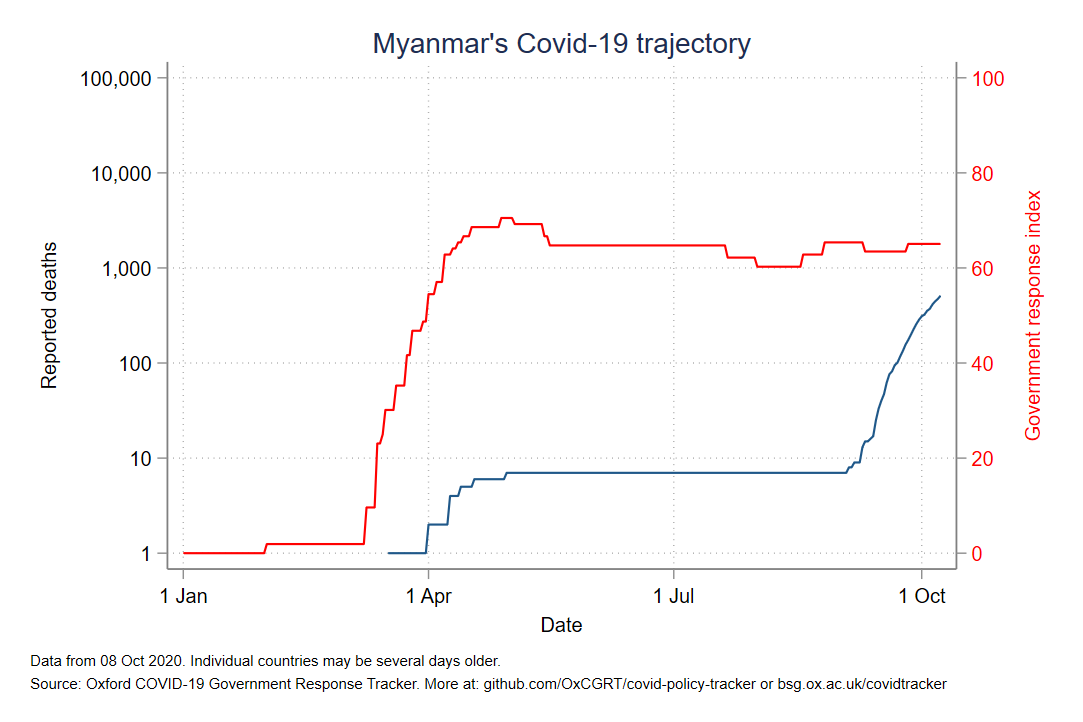 Myanmar's Covid-19 trajectory
100,000
10,000
1,000
100
10
1
Reported deaths
100
80
60
40
20
0
Government response index
1 Jan
1 Apr
1 Jul
1 Oct
Date
Data from 08 Oct 2020. Individual countries may be several days older.
Source: Oxford COVID-19 Government Response Tracker. More at: github.com/OxCGRT/covid-policy-tracker or bsg.ox.ac.uk/covidtracker